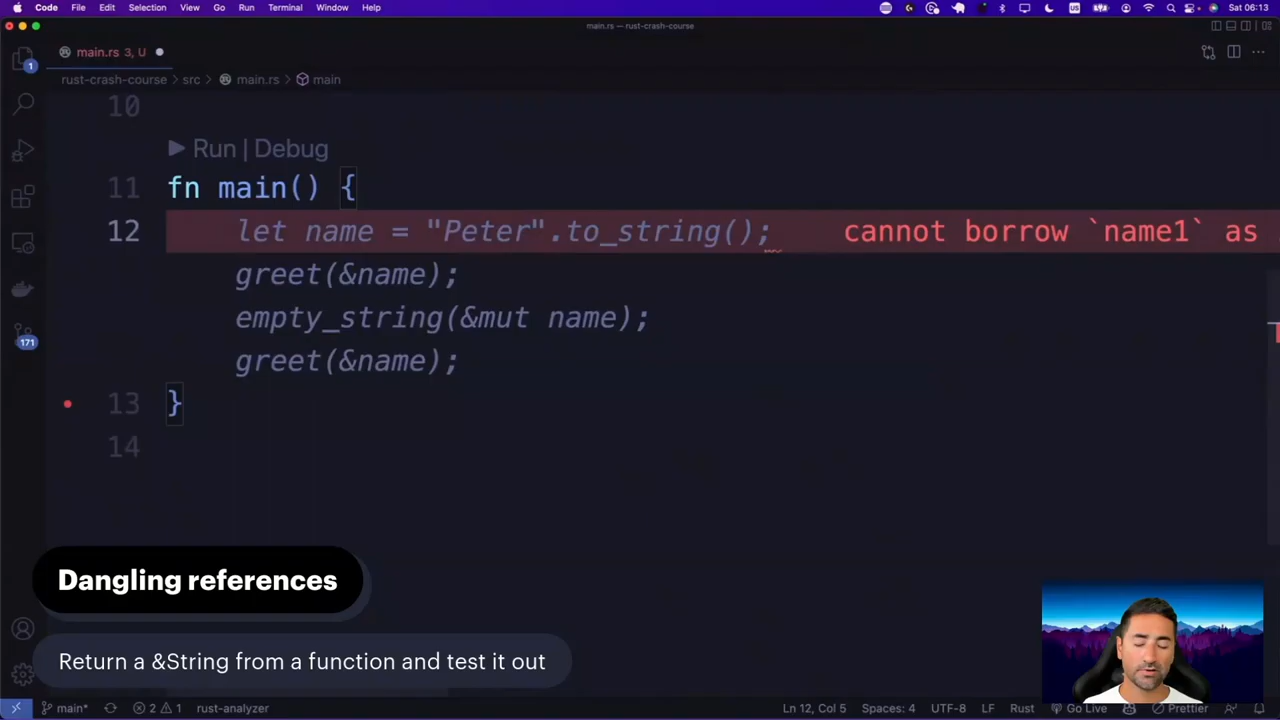 Code File Edit Selection View Go Run Terminal Window Help Sat 06:13
main.rs — rust-crash-course
main.rs 3, U
rust-crash-course > src > main.rs > main
10
Run | Debug
11 fn main() {
12 let name = "Peter".to_string(); cannot borrow `name1` as
greet(&name);
empty_string(&mut name);
greet(&name);
13 }
14
1
171
Dangling references
Return a &String from a function and test it out
main* 2 1 rust-analyzer Ln 12, Col 5 Spaces: 4 UTF-8 LF Rust Go Live Prettier